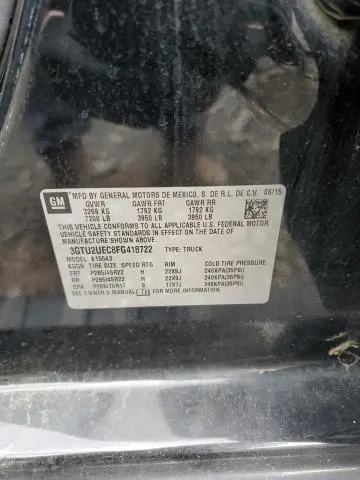 GM
MFD BY GENERAL MOTORS DE MEXICO, S. DE R.L. DE C.V. 06/15
GVWR GAWR FRT GAWR RR
3266 KG 1792 KG 1792 KG
7200 LB 3950 LB 3950 LB
THIS VEHICLE CONFORMS TO ALL APPLICABLE U.S. FEDERAL MOTOR
VEHICLE SAFETY STANDARDS IN EFFECT ON THE DATE OF MANUFACTURE SHOWN ABOVE.
3GTU2UEC8FG418722 TYPE: TRUCK
MODEL: K15543
TIRE SIZE SPEED RTG RIM COLD TIRE PRESSURE
FRT P285/45R22 H 22X9J 240KPA(35PSI)
RR P285/45R22 H 22X9J 240KPA(35PSI)
SPA P265/70R17 S 17X7J 240KPA(35PSI)
SEE OWNER'S MANUAL FOR MORE INFORMATION.